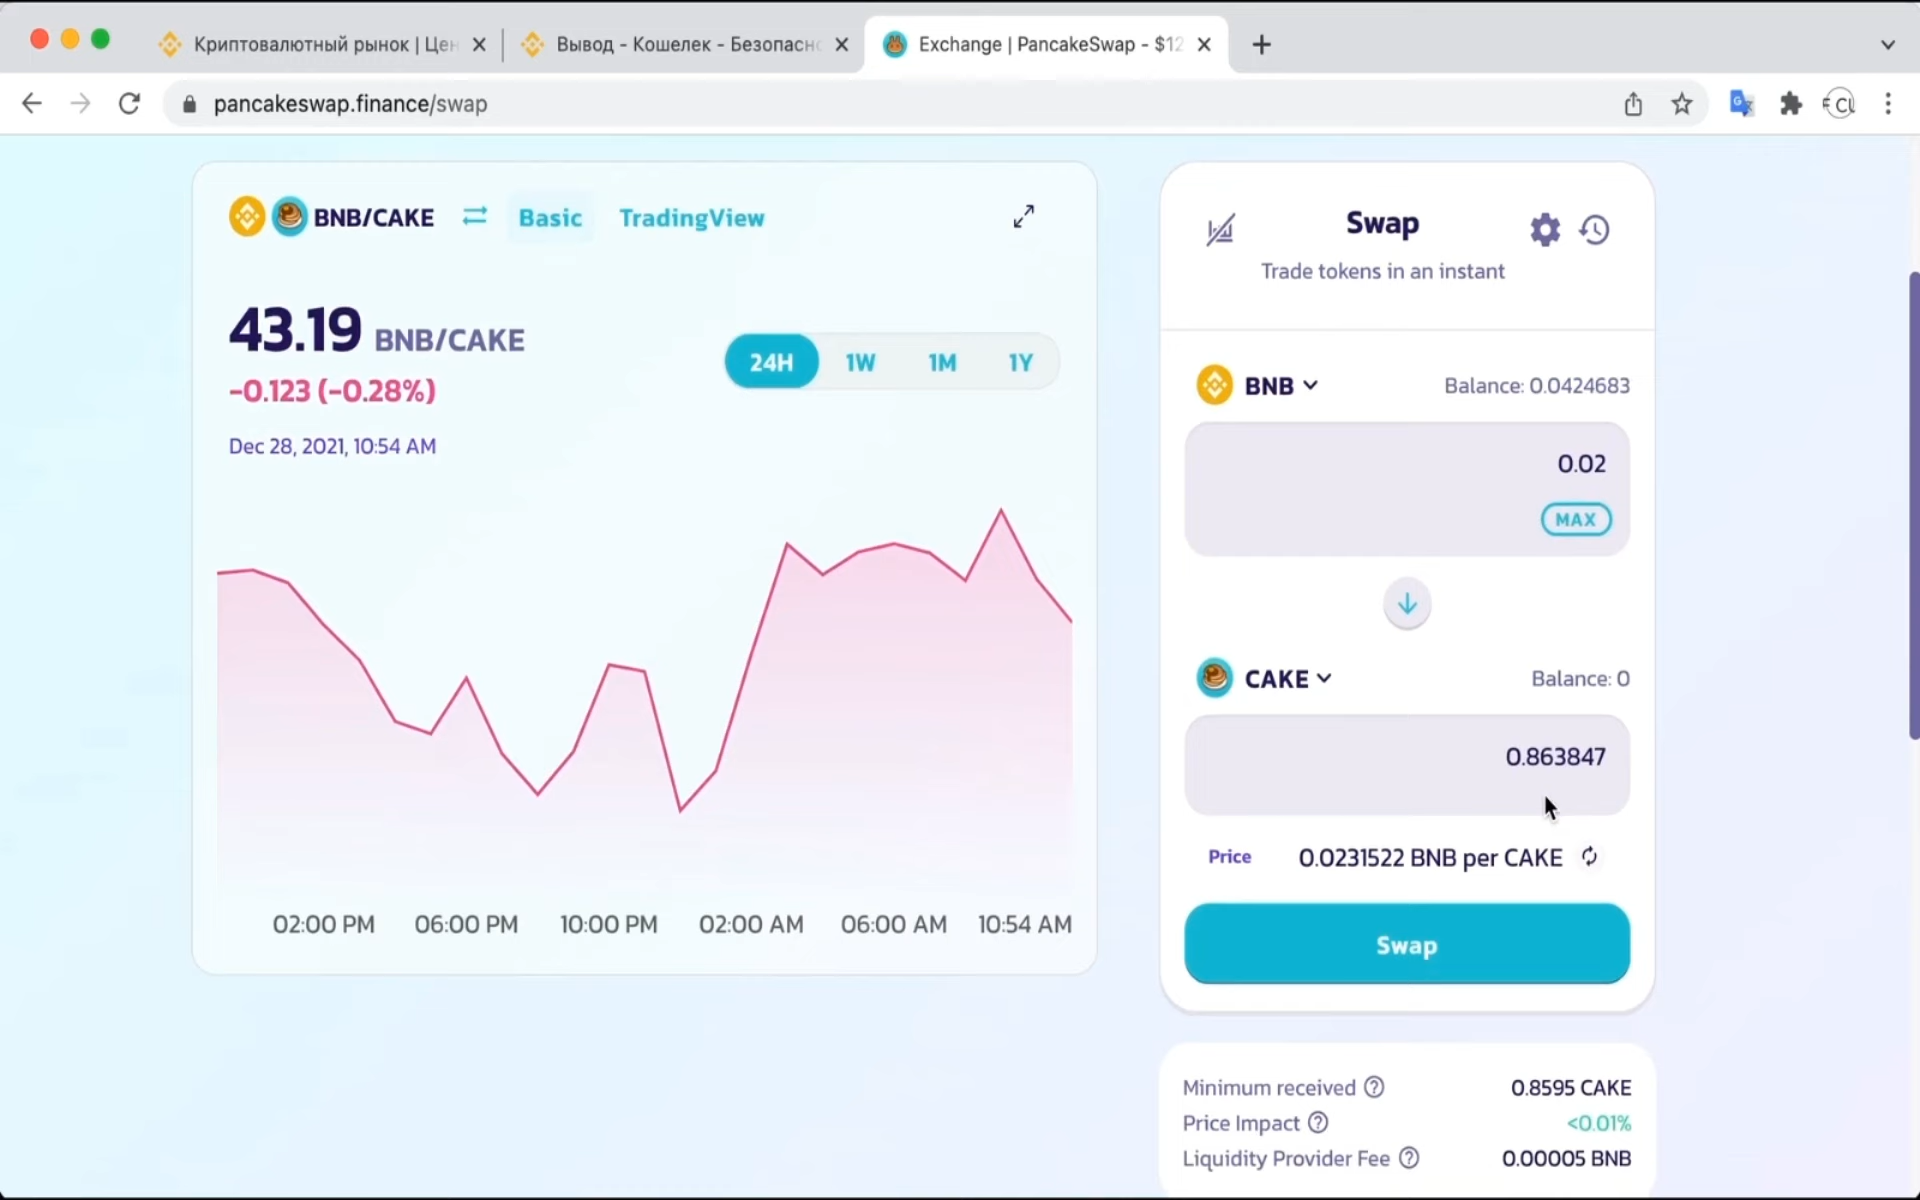 Криптовалютный рынок | Цен
Вывод - Кошелек - Безопасно
Exchange | PancakeSwap - $12
pancakeswap.finance/swap
BNB/CAKE
Basic
TradingView
43.19 BNB/CAKE
-0.123 (-0.28%)
Dec 28, 2021, 10:54 AM
24H
1W
1M
1Y
02:00 PM
06:00 PM
10:00 PM
02:00 AM
06:00 AM
10:54 AM
Swap
Trade tokens in an instant
BNB
Balance: 0.0424683
0.02
MAX
CAKE
Balance: 0
0.863847
Price
0.0231522 BNB per CAKE
Swap
Minimum received
0.8595 CAKE
Price Impact
<0.01%
Liquidity Provider Fee
0.00005 BNB